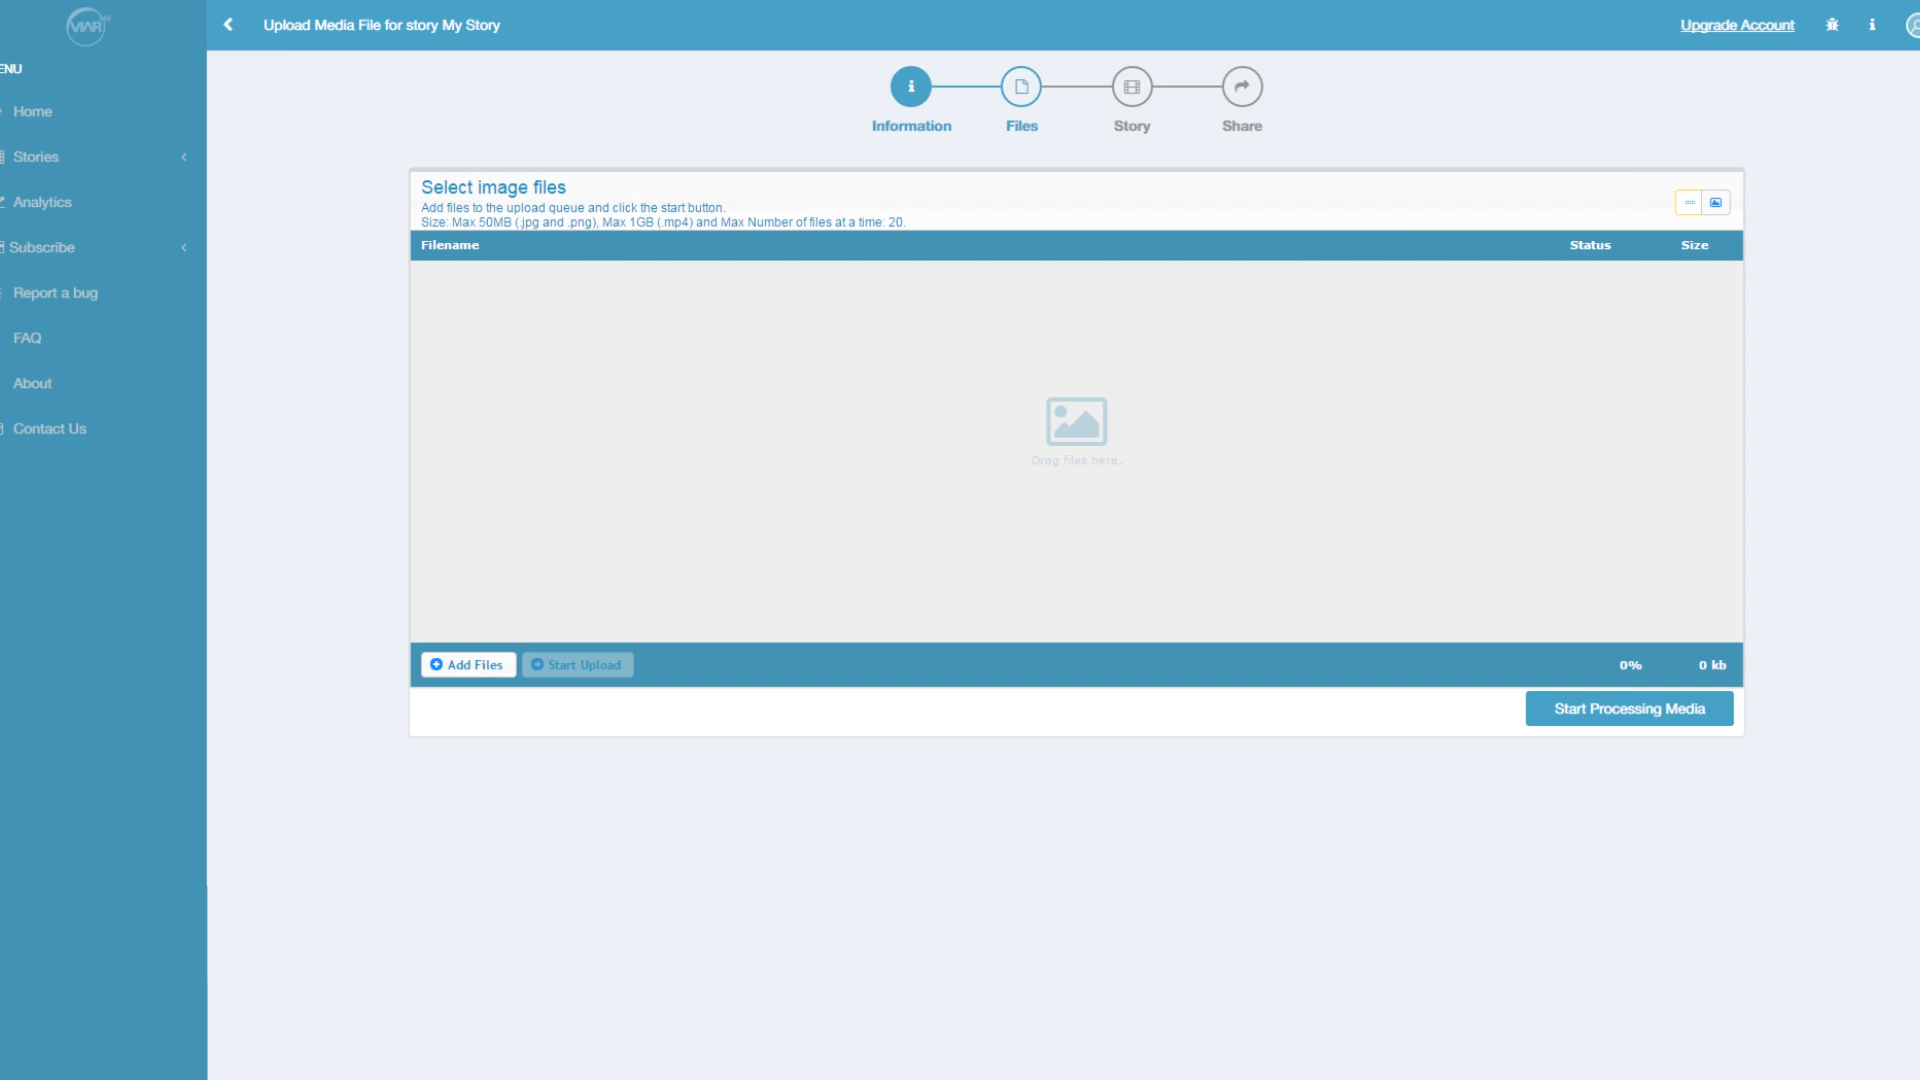 VIAR
Upload Media File for story My Story
Upgrade Account
ENU
Home
Stories
Analytics
Subscribe
Report a bug
FAQ
About
Contact Us
Information
Files
Story
Share
Select image files
Add files to the upload queue and click the start button.
Size: Max 50MB (.jpg and .png), Max 1GB (.mp4) and Max Number of files at a time: 20.
Filename Status Size
Drag files here.
Add Files Start Upload 0% 0 kb
Start Processing Media